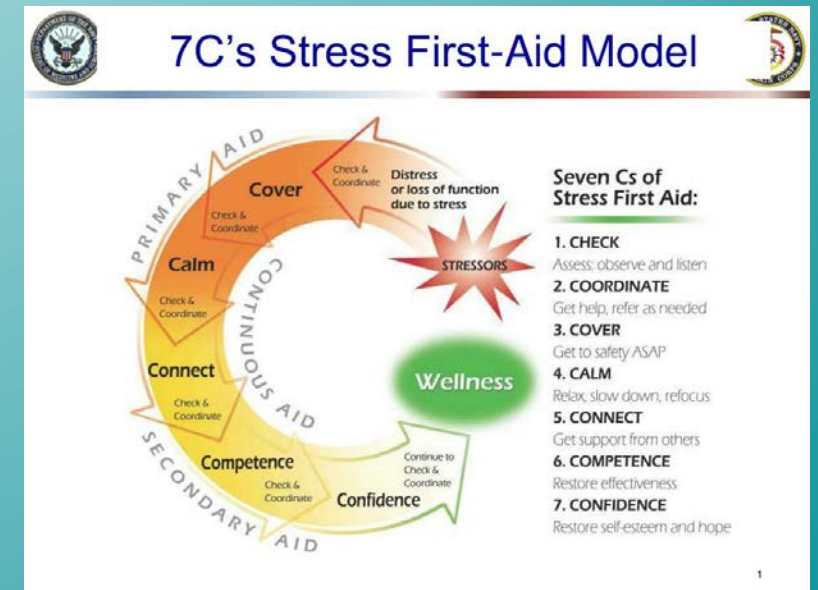 7C's Stress First-Aid Model
PRIMARY AID
Cover
Check &
Coordinate
Distress
or loss of function
due to stress
STRESSORS
Check &
Coordinate
Calm
Check &
Coordinate
CONTINUOUS AID
Connect
Check &
Coordinate
SECONDARY AID
Competence
Check &
Coordinate
Confidence
Continue to
Check &
Coordinate
Wellness
Seven Cs of
Stress First Aid:
1. CHECK
Assess: observe and listen
2. COORDINATE
Get help, refer as needed
3. COVER
Get to safety ASAP
4. CALM
Relax, slow down, refocus
5. CONNECT
Get support from others
6. COMPETENCE
Restore effectiveness
7. CONFIDENCE
Restore self-esteem and hope
1